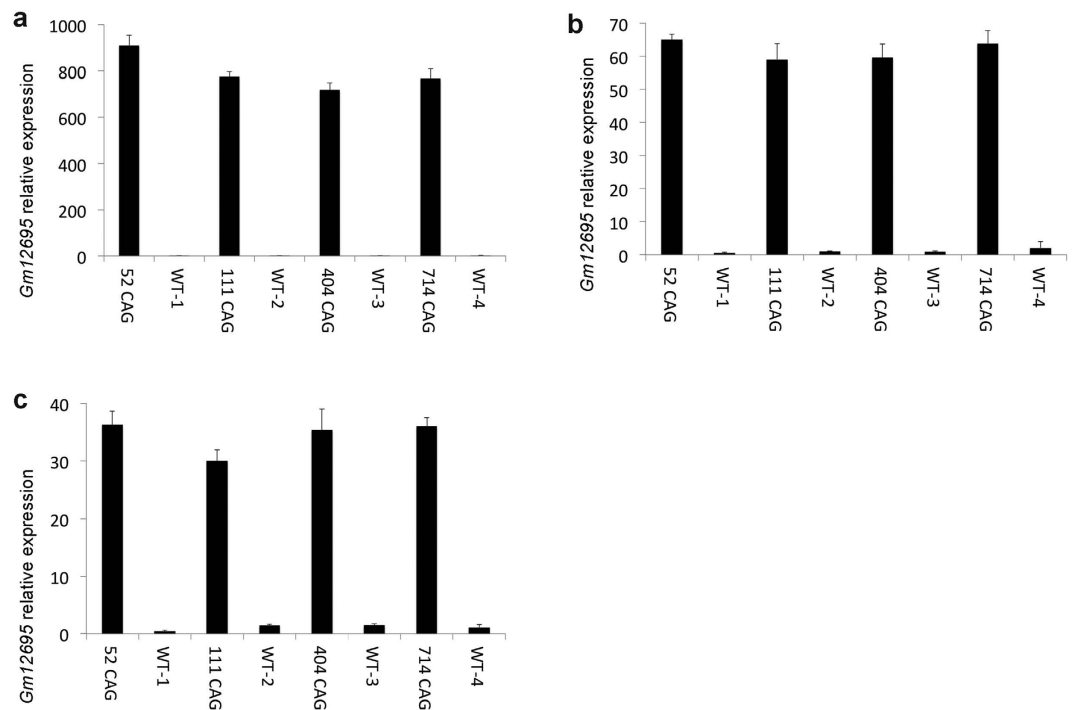 a
Gm12695 relative expression
1000
800
600
400
200
0
52 CAG
WT-1
111 CAG
WT-2
404 CAG
WT-3
714 CAG
WT-4
b
Gm12695 relative expression
70
60
50
40
30
20
10
0
52 CAG
WT-1
111 CAG
WT-2
404 CAG
WT-3
714 CAG
WT-4
c
Gm12695 relative expression
40
30
20
10
0
52 CAG
WT-1
111 CAG
WT-2
404 CAG
WT-3
714 CAG
WT-4